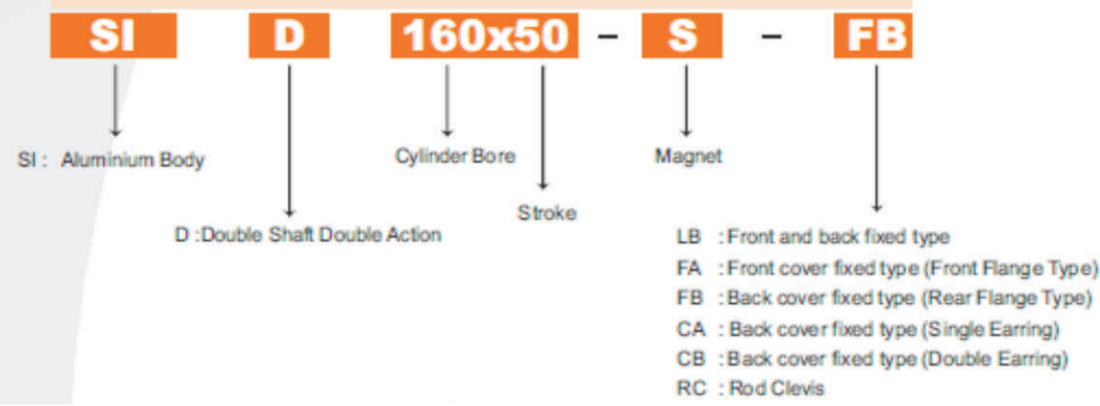 SI D 160x50 - S - FB
SI : Aluminium Body
Cylinder Bore
Magnet
Stroke
D :Double Shaft Double Action
LB : Front and back fixed type
FA : Front cover fixed type (Front Flange Type)
FB : Back cover fixed type (Rear Flange Type)
CA : Back cover fixed type (Single Earring)
CB : Back cover fixed type (Double Earring)
RC : Rod Clevis